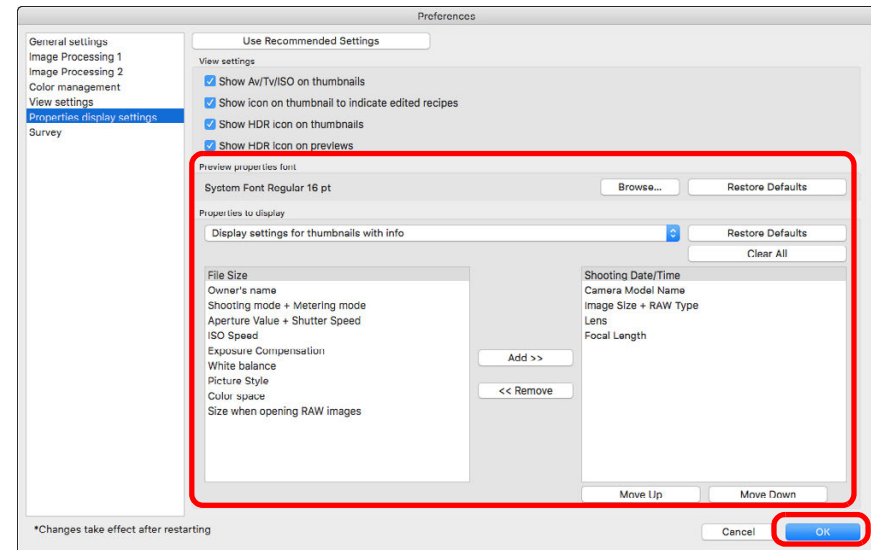 Preferences
General settings
Image Processing 1
Image Processing 2
Color management
View settings
Properties display settings
Survey
Use Recommended Settings
View settings
Show Av/Tv/ISO on thumbnails
Show icon on thumbnail to indicate edited recipes
Show HDR icon on thumbnails
Show HDR icon on previews
Preview properties font
System Font Regular 16 pt
Browse...
Restore Defaults
Properties to display
Display settings for thumbnails with info
Restore Defaults
Clear All
File Size
Owner's name
Shooting mode + Metering mode
Aperture Value + Shutter Speed
ISO Speed
Exposure Compensation
White balance
Picture Style
Color space
Size when opening RAW images
Add >>
<< Remove
Shooting Date/Time
Camera Model Name
Image Size + RAW Type
Lens
Focal Length
Move Up
Move Down
*Changes take effect after restarting
Cancel
OK